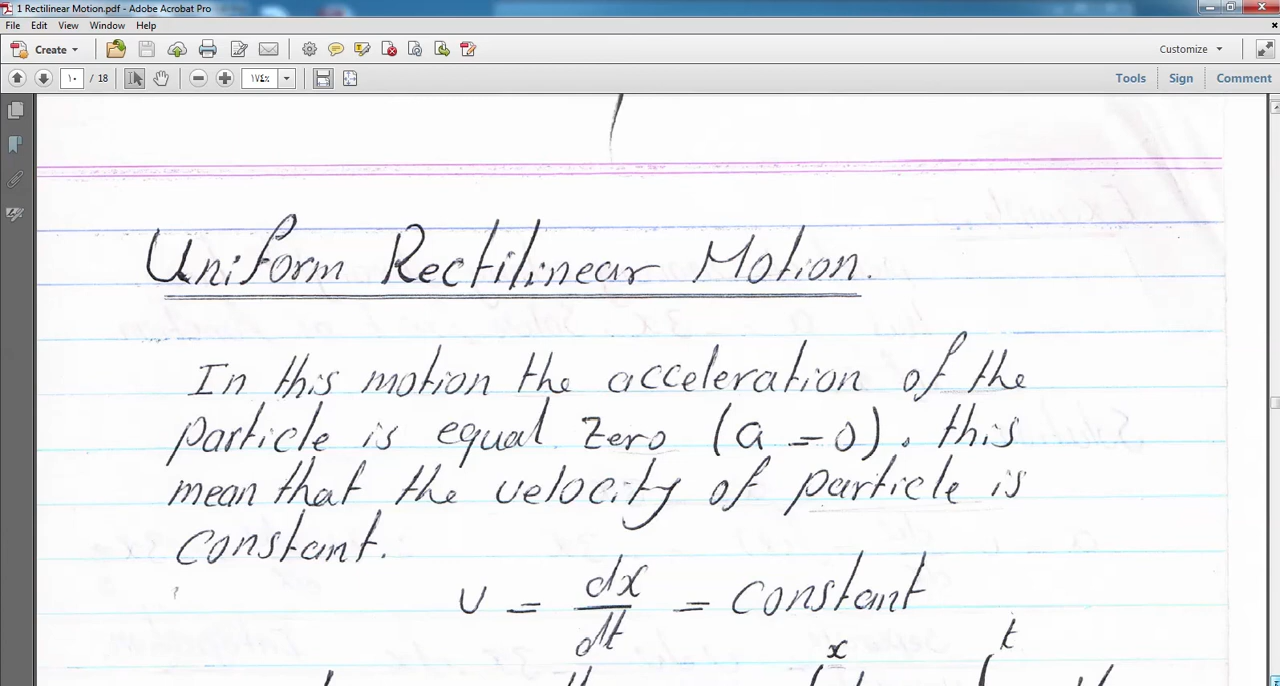 1 Rectilinear Motion.pdf - Adobe Acrobat Pro
File Edit View Window Help
Create Customize
١٠ / 18 ١٧٤% Tools Sign Comment
Uniform Rectilinear Motion.
In this motion the acceleration of the
particle is equal zero (a = 0). this
mean that the velocity of particle is
constant.
v = dx/dt = constant
x t